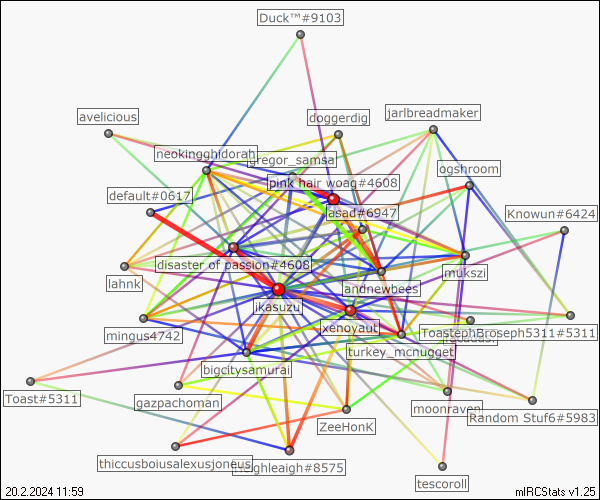 Duck™#9103
avelicious
doggerdig
jarlbreadmaker
neokingghidorah
gregor_samsa
ogshroom
pink hair woag#4608
default#0617
asad#6947
Knowun#6424
disaster of passion#4608
mukszi
lahnk
andnewbees
ikasuzu
xenoyaut
mingus4742
ToastephBroseph5311#5311
turkey_mcnugget
bigcitysamurai
Toast#5311
gazpachoman
moonraven
Random Stuf6#5983
ZeeHonK
thiccusboiusalexusjoneus
Heighleaigh#8575
tescoroll
20.2.2024 11:59
mIRCStats v1.25